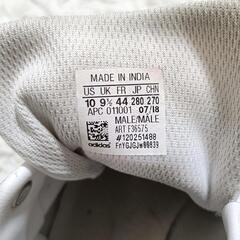 MADE IN INDIA
US UK FR JP CHN
10 9½ 44 280 270
APC 011001 07/18
MALE/MÂLE
ART F36575
#120251488
adidas